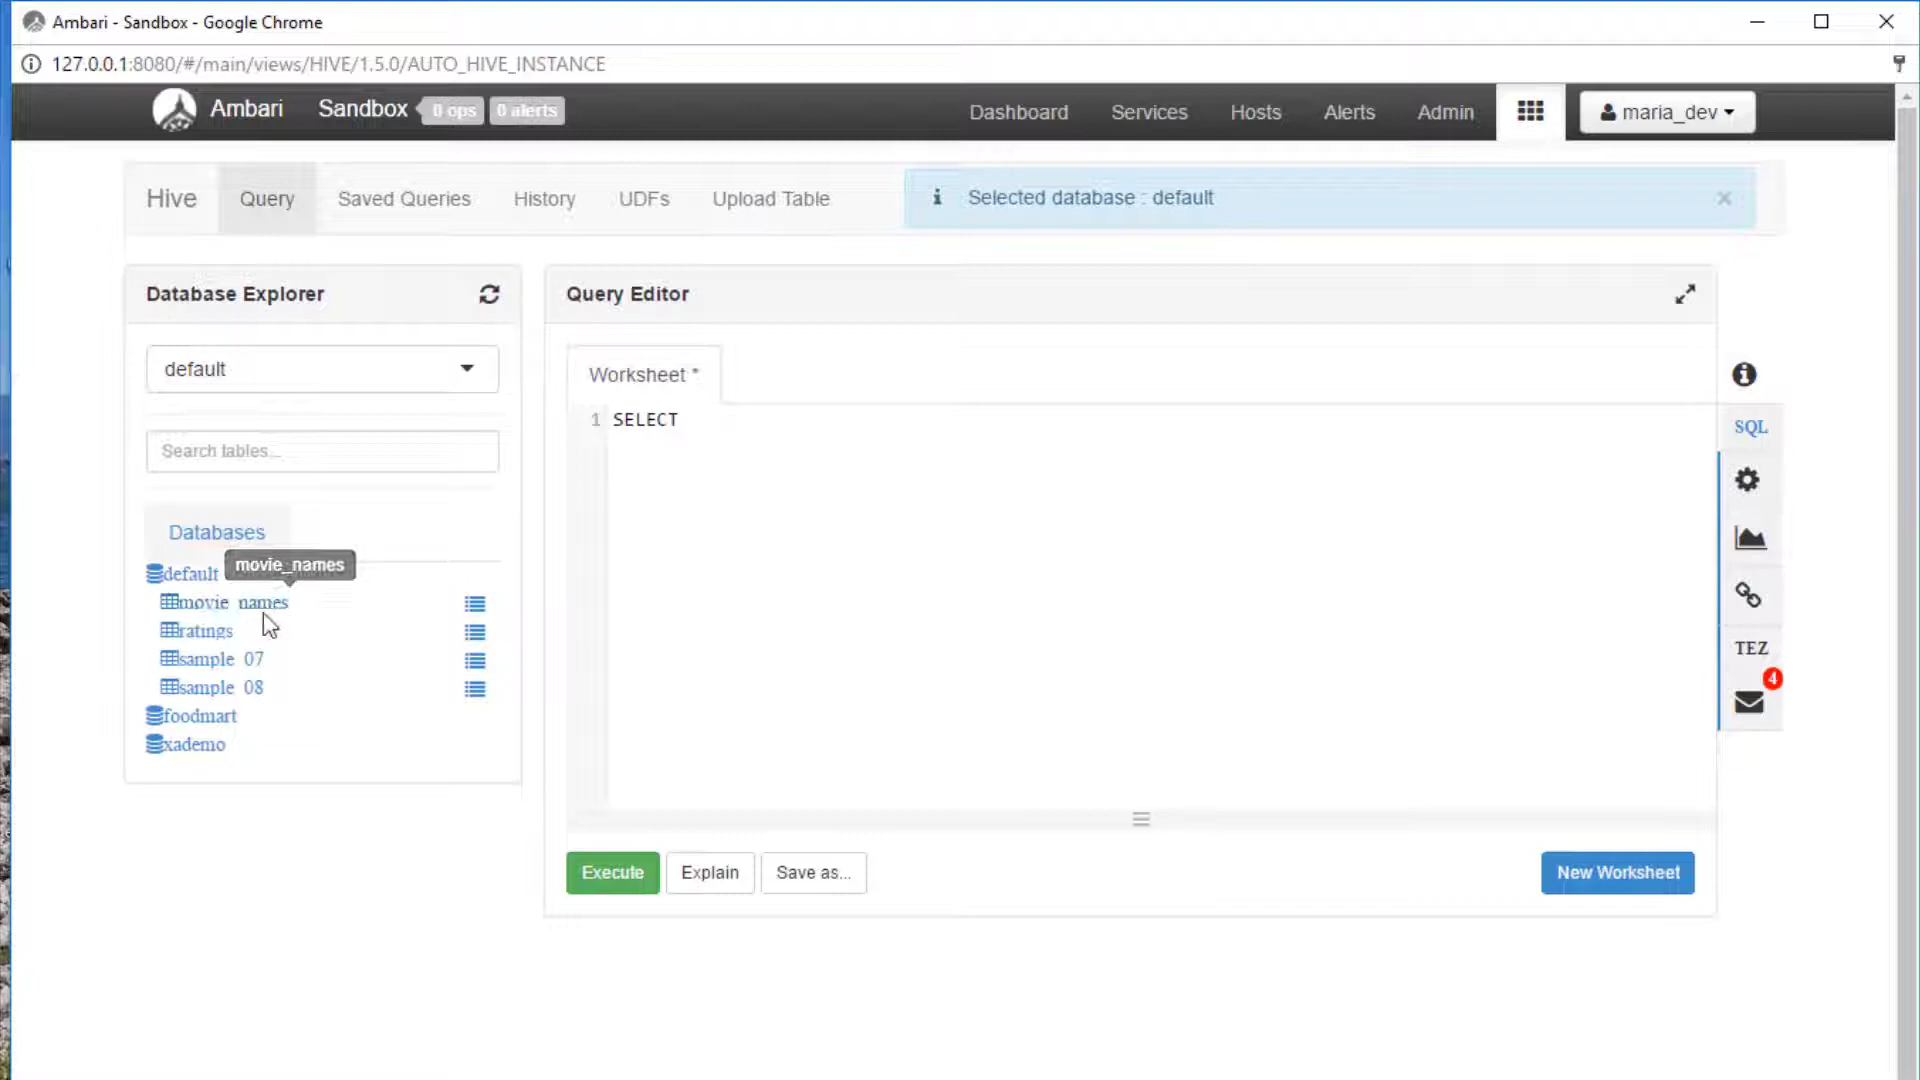 Ambari - Sandbox - Google Chrome
127.0.0.1:8080/#/main/views/HIVE/1.5.0/AUTO_HIVE_INSTANCE
Ambari Sandbox 0 ops 0 alerts Dashboard Services Hosts Alerts Admin maria_dev
Hive Query Saved Queries History UDFs Upload Table Selected database : default
Database Explorer
Query Editor
default
Worksheet *
1 SELECT
SQL
Search tables...
Databases
movie_names
default
movie_names
ratings
sample_07
sample_08
foodmart
xademo
TEZ
4
Execute Explain Save as... New Worksheet